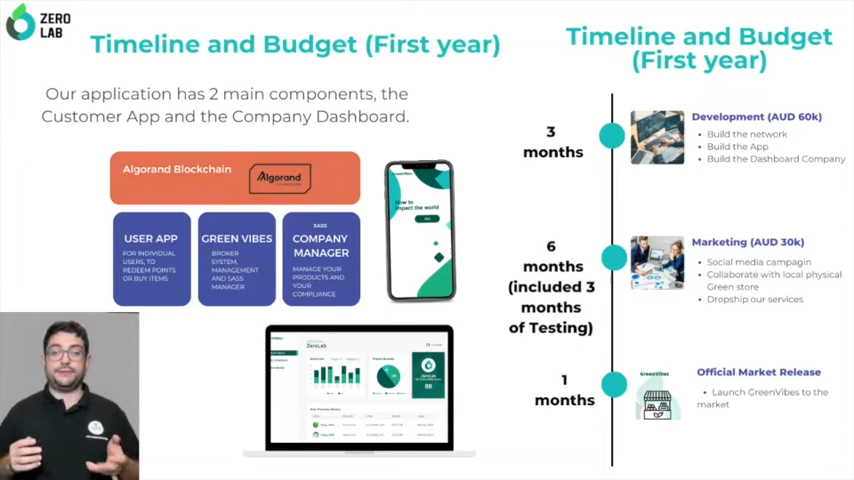 ZERO
LAB
Timeline and Budget (First year)
Our application has 2 main components, the
Customer App and the Company Dashboard.
Algorand Blockchain
Algorand
USER APP
FOR INDIVIDUAL
USERS, TO
REDEEM POINTS
OR BUY ITEMS
GREEN VIBES
BROKER
SYSTEM,
MANAGEMENT
AND SASS
MANAGER
SASS
COMPANY
MANAGER
MANAGE YOUR
PRODUCTS AND
YOUR
COMPLIANCE
How to
impact the world
ZeroLab
Timeline and Budget
(First year)
3
months
Development (AUD 60k)
• Build the network
• Build the App
• Build the Dashboard Company
6
months
(included 3
months
of Testing)
Marketing (AUD 30k)
• Social media campagin
• Collaborate with local physical
Green store
• Dropship our services
1
months
GreenVibes
Official Market Release
• Launch GreenVibes to the
market